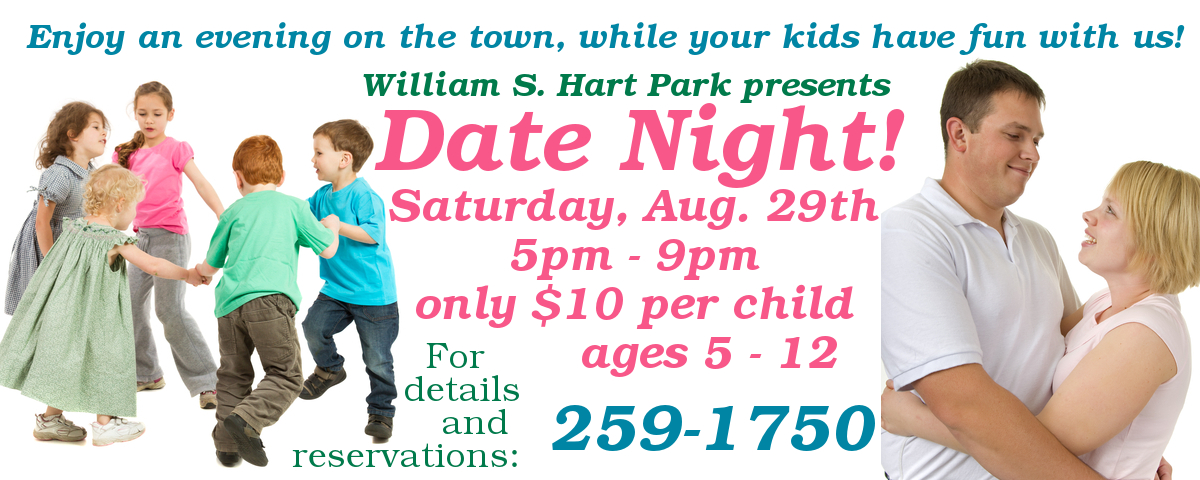 Enjoy an evening on the town, while your kids have fun with us!
William S. Hart Park presents
Date Night!
Saturday, Aug. 29th
5pm - 9pm
only $10 per child
ages 5 - 12
For
details
and
reservations:
259-1750